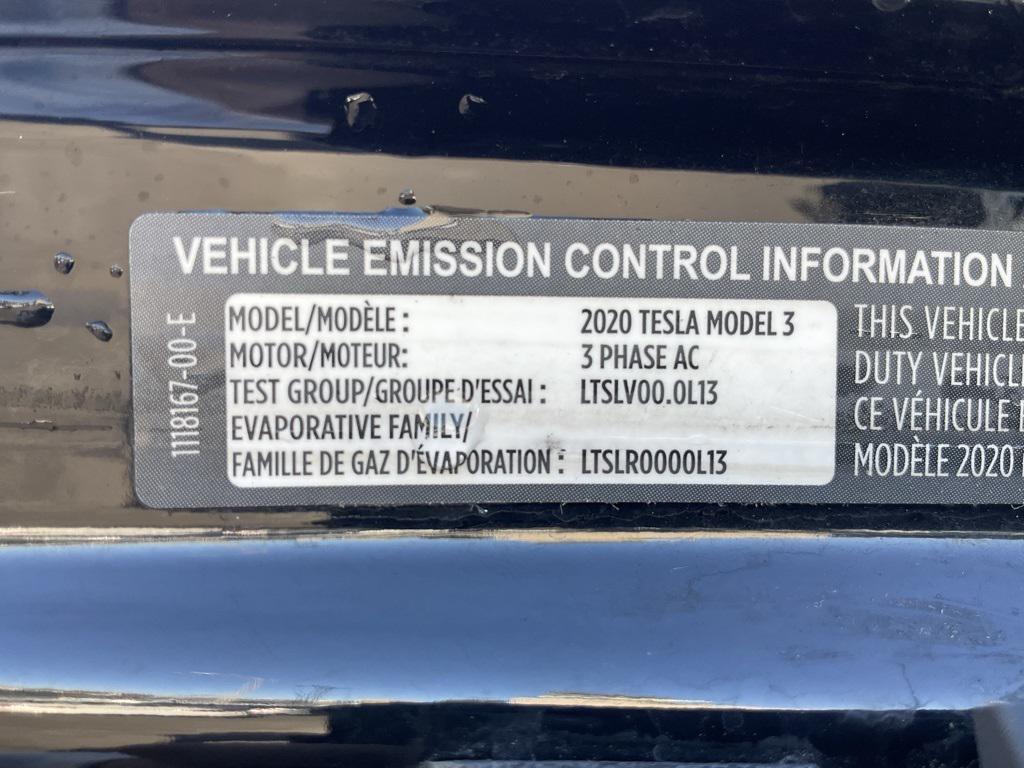 VEHICLE EMISSION CONTROL INFORMATION
1118167-00-E
MODEL/MODÈLE : 2020 TESLA MODEL 3
MOTOR/MOTEUR: 3 PHASE AC
TEST GROUP/GROUPE D'ESSAI : LTSLV00.0L13
EVAPORATIVE FAMILY/
FAMILLE DE GAZ D'ÉVAPORATION : LTSLR0000L13
THIS VEHICLE
DUTY VEHICL
CE VÉHICULE
MODÈLE 2020